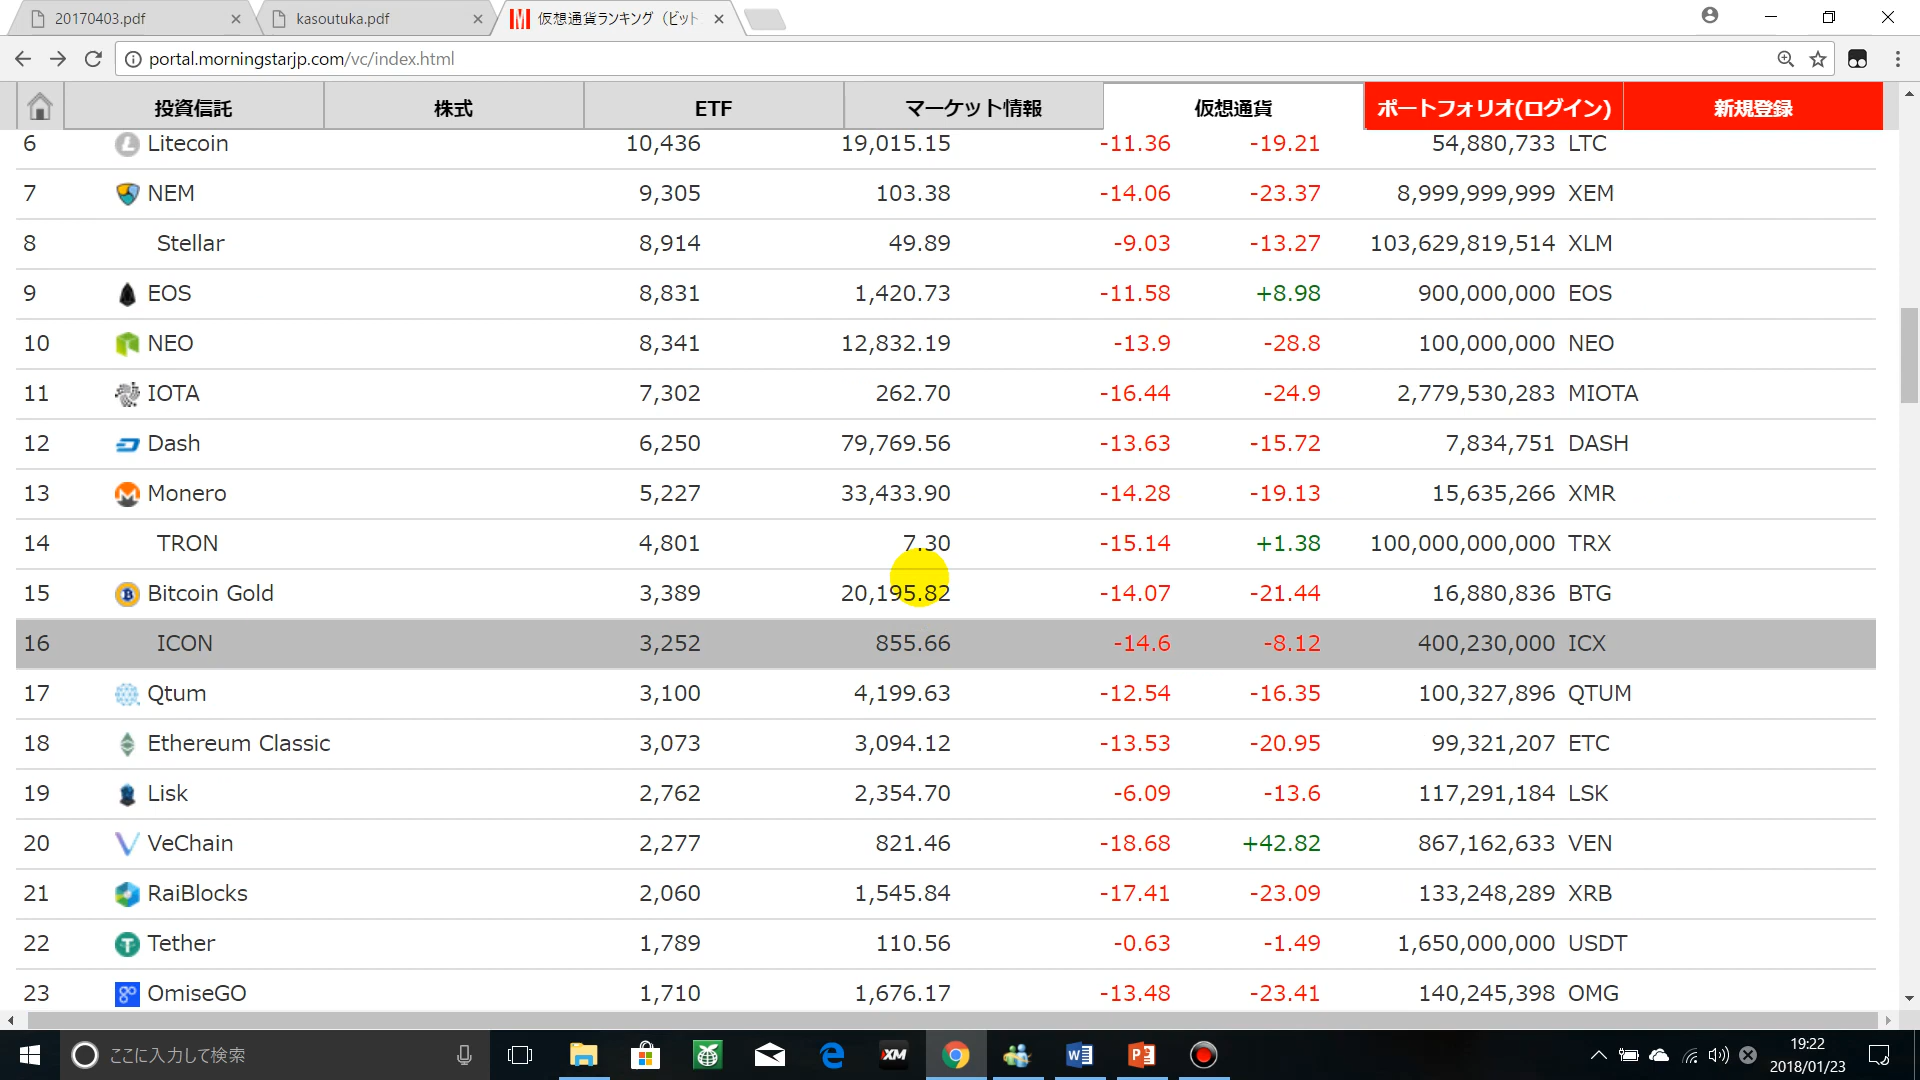 20170403.pdf
kasoutuka.pdf
仮想通貨ランキング（ビット
portal.morningstarjp.com/vc/index.html
投資信託 株式 ETF マーケット情報 仮想通貨 ポートフォリオ(ログイン) 新規登録
6 Litecoin 10,436 19,015.15 -11.36 -19.21 54,880,733 LTC
7 NEM 9,305 103.38 -14.06 -23.37 8,999,999,999 XEM
8 Stellar 8,914 49.89 -9.03 -13.27 103,629,819,514 XLM
9 EOS 8,831 1,420.73 -11.58 +8.98 900,000,000 EOS
10 NEO 8,341 12,832.19 -13.9 -28.8 100,000,000 NEO
11 IOTA 7,302 262.70 -16.44 -24.9 2,779,530,283 MIOTA
12 Dash 6,250 79,769.56 -13.63 -15.72 7,834,751 DASH
13 Monero 5,227 33,433.90 -14.28 -19.13 15,635,266 XMR
14 TRON 4,801 7.30 -15.14 +1.38 100,000,000,000 TRX
15 Bitcoin Gold 3,389 20,195.82 -14.07 -21.44 16,880,836 BTG
16 ICON 3,252 855.66 -14.6 -8.12 400,230,000 ICX
17 Qtum 3,100 4,199.63 -12.54 -16.35 100,327,896 QTUM
18 Ethereum Classic 3,073 3,094.12 -13.53 -20.95 99,321,207 ETC
19 Lisk 2,762 2,354.70 -6.09 -13.6 117,291,184 LSK
20 VeChain 2,277 821.46 -18.68 +42.82 867,162,633 VEN
21 RaiBlocks 2,060 1,545.84 -17.41 -23.09 133,248,289 XRB
22 Tether 1,789 110.56 -0.63 -1.49 1,650,000,000 USDT
23 OmiseGO 1,710 1,676.17 -13.48 -23.41 140,245,398 OMG
ここに入力して検索
XM
19:22
2018/01/23